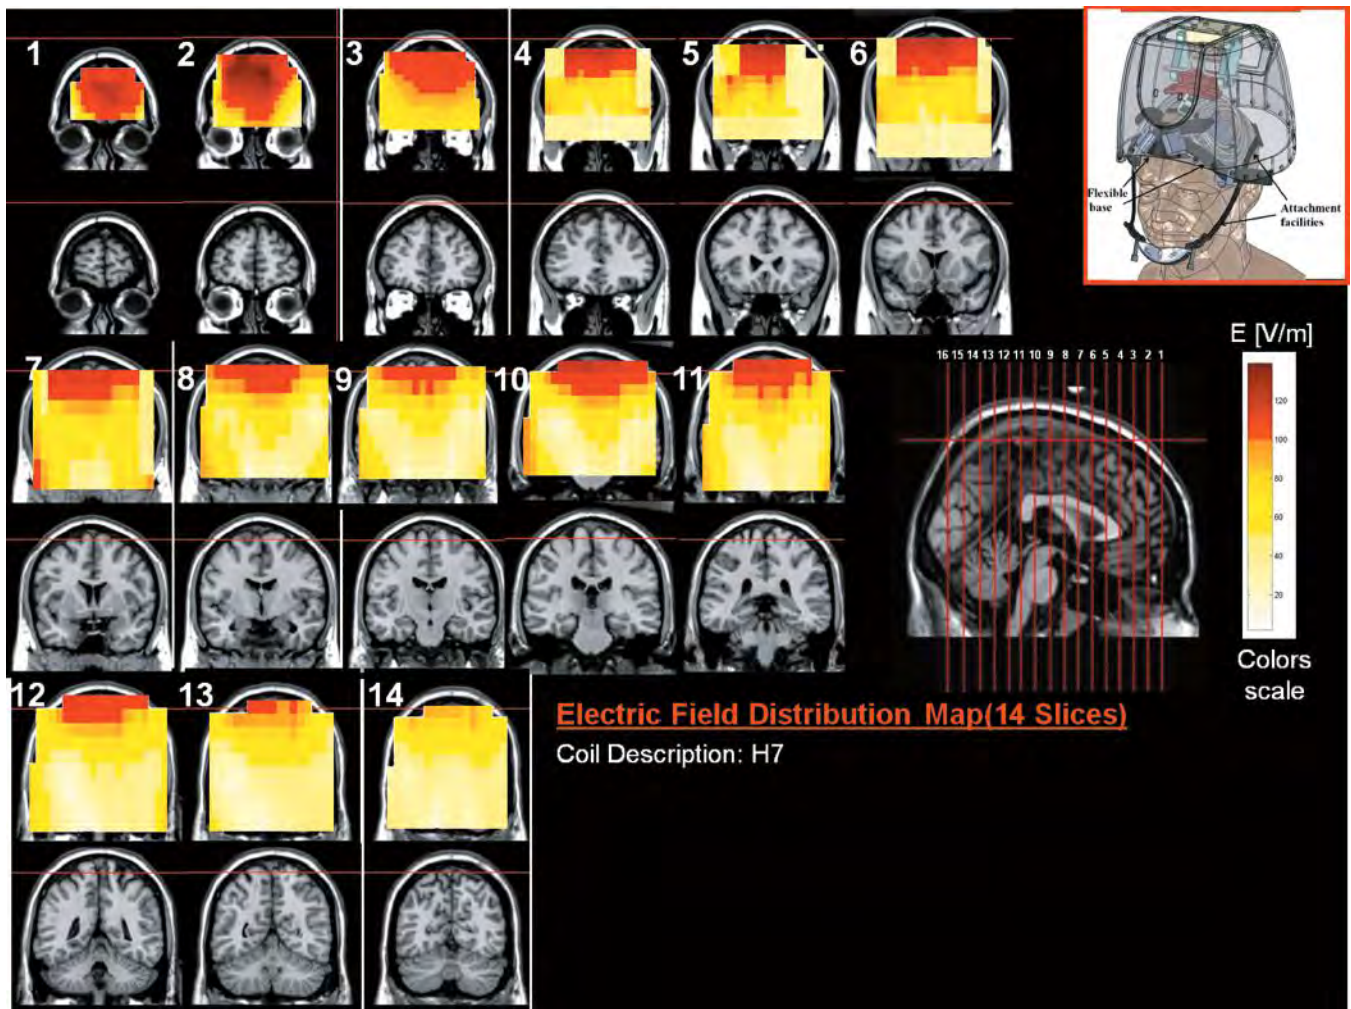 1 2 3 4 5 6
Flexible
base
Attachment
facilities
7 8 9 10 11
16 15 14 13 12 11 10 9 8 7 6 5 4 3 2 1
E [V/m]
120
100
80
60
40
20
Colors
scale
12 13 14
Electric Field Distribution Map(14 Slices)
Coil Description: H7